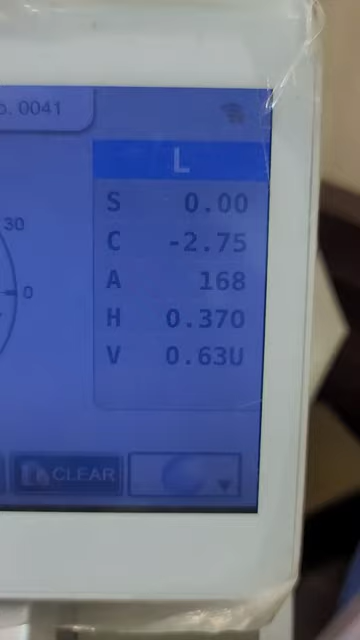 o. 0041
L
30
S 0.00
C -2.75
0
A 168
H 0.370
V 0.63U
CLEAR